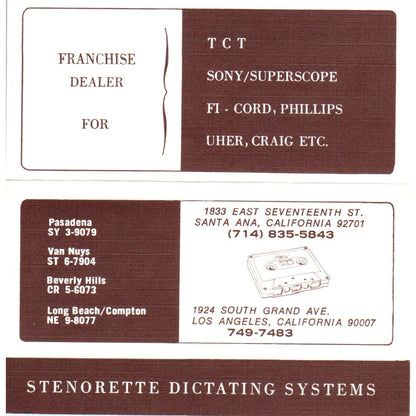 FRANCHISE
DEALER
FOR
T C T
SONY/SUPERSCOPE
FI - CORD, PHILLIPS
UHER, CRAIG ETC.
Pasadena
SY 3-9079
Van Nuys
ST 6-7904
Beverly Hills
CR 5-6073
Long Beach/Compton
NE 9-8077
1833 EAST SEVENTEENTH ST.
SANTA ANA, CALIFORNIA 92701
(714) 835-5843
1924 SOUTH GRAND AVE.
LOS ANGELES, CALIFORNIA 90007
749-7483
STENORETTE DICTATING SYSTEMS